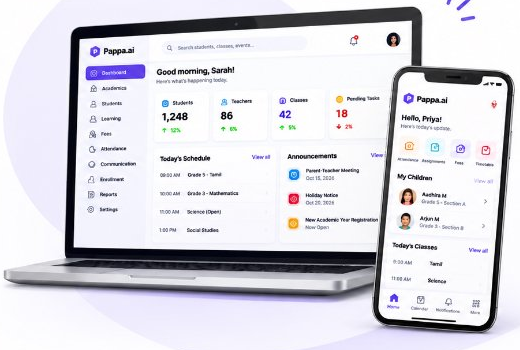 Pappa.ai
Search students, classes, events...
Dashboard
Academics
Students
Learning
Fees
Attendance
Communication
Enrollment
Reports
Settings
Good morning, Sarah!
Here's what's happening today.
Students
1,248
↑ 12%
Teachers
86
↑ 6%
Classes
42
↑ 5%
Pending Tasks
18
↓ 2%
Today's Schedule
View all
09:00 AM Grade 5 - Tamil
10:00 AM Grade 3 - Mathematics
11:00 AM Science (Open)
1:00 PM Social Studies
Announcements
View
Parent-Teacher Meeting
Oct 18, 2026
Holiday Notice
Oct 20, 2026
New Academic Year Registration
Now Open
Pappa.ai
Hello, Priya!
Here's today's update.
Attendance
Assignments
Fees
Timetable
My Children
View all
Aadhira M
Grade 5 - Section A
Arjun M
Grade 3 - Section B
Today's Classes
View all
9:00 AM Tamil
11:00 AM Science
Home
Calendar
Notifications
More